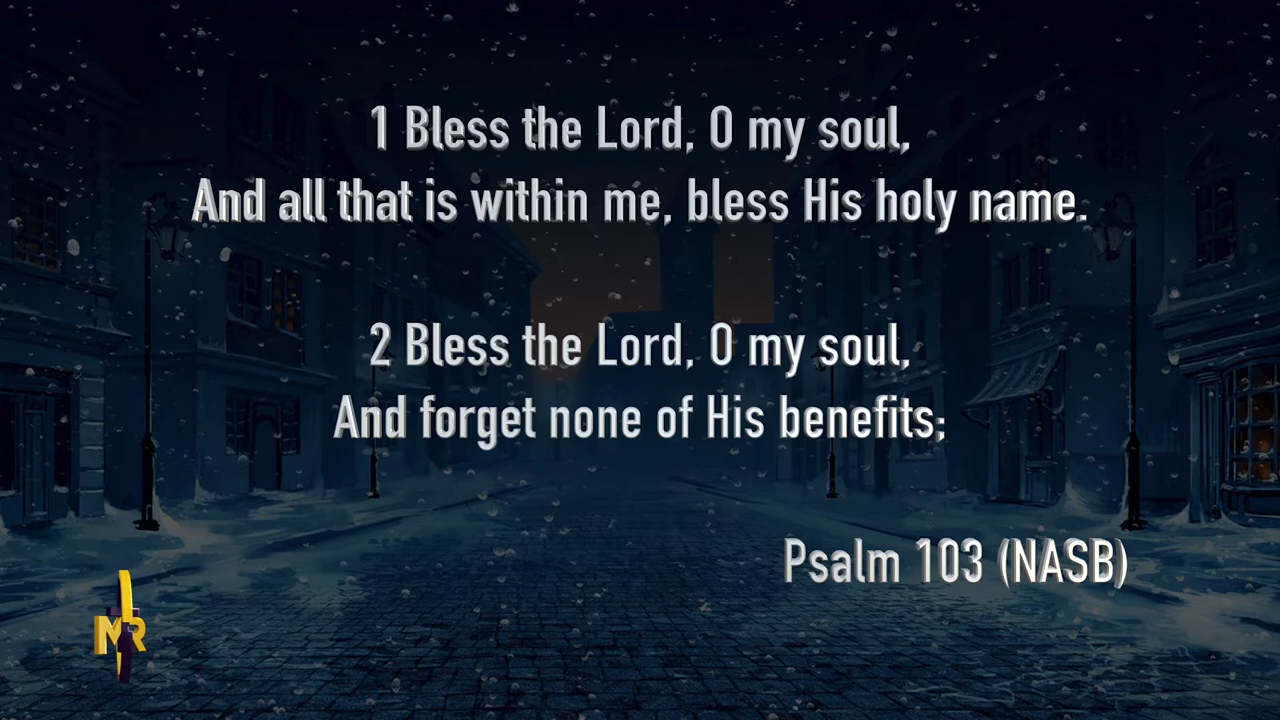 1 Bless the Lord, O my soul,
And all that is within me, bless His holy name.
2 Bless the Lord, O my soul,
And forget none of His benefits;
Psalm 103 (NASB)
MR